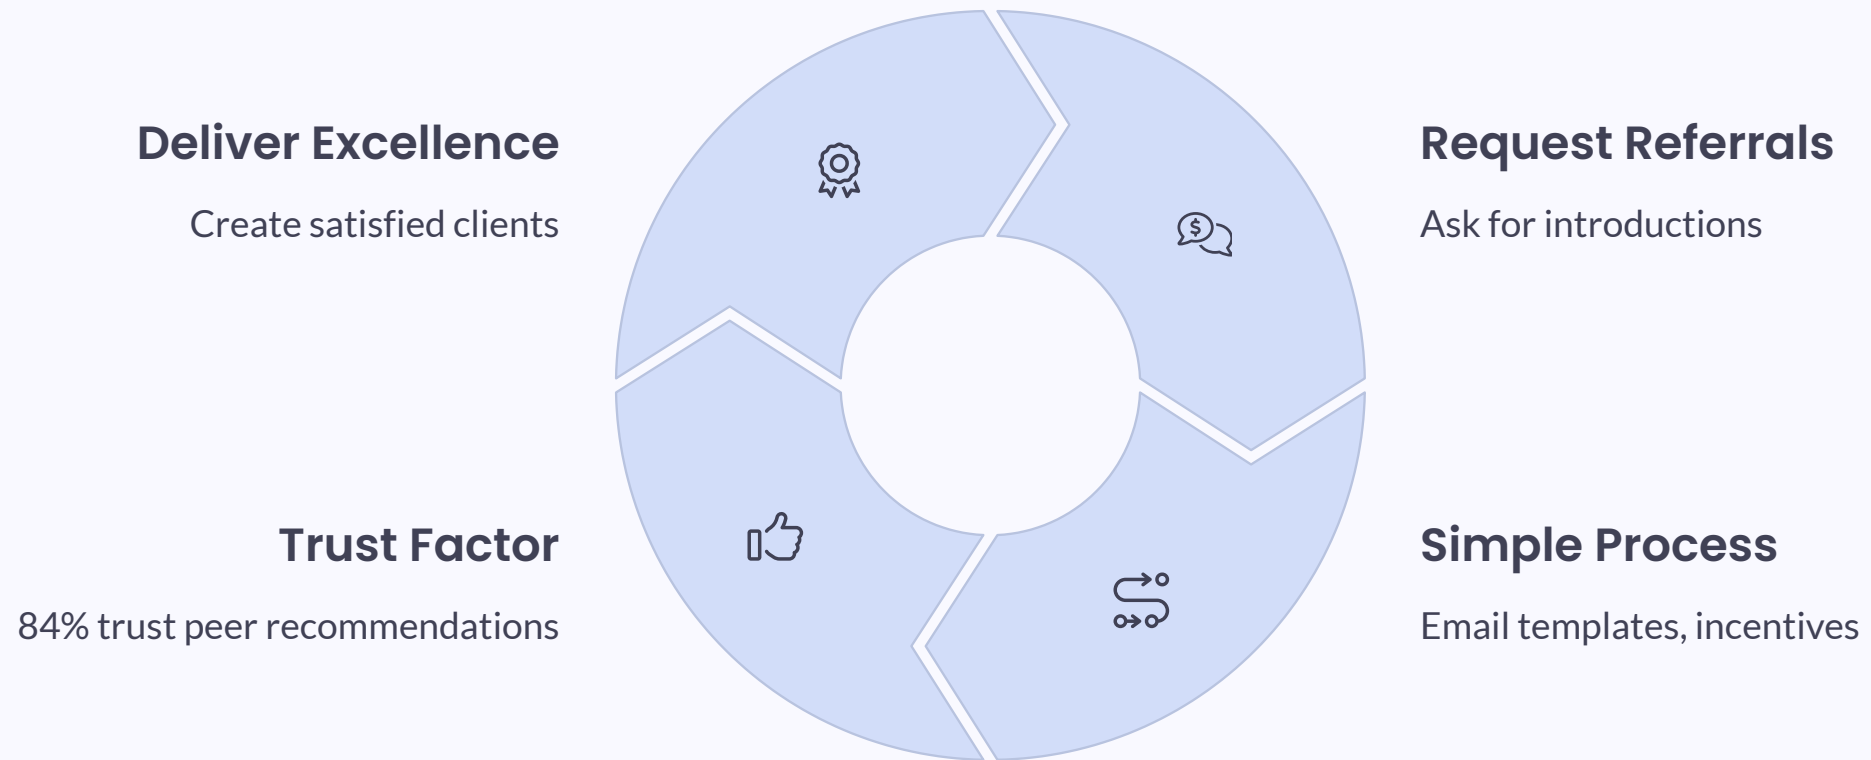 Deliver Excellence
Create satisfied clients
$
Request Referrals
Ask for introductions
Trust Factor
84% trust peer recommendations
Simple Process
Email templates, incentives